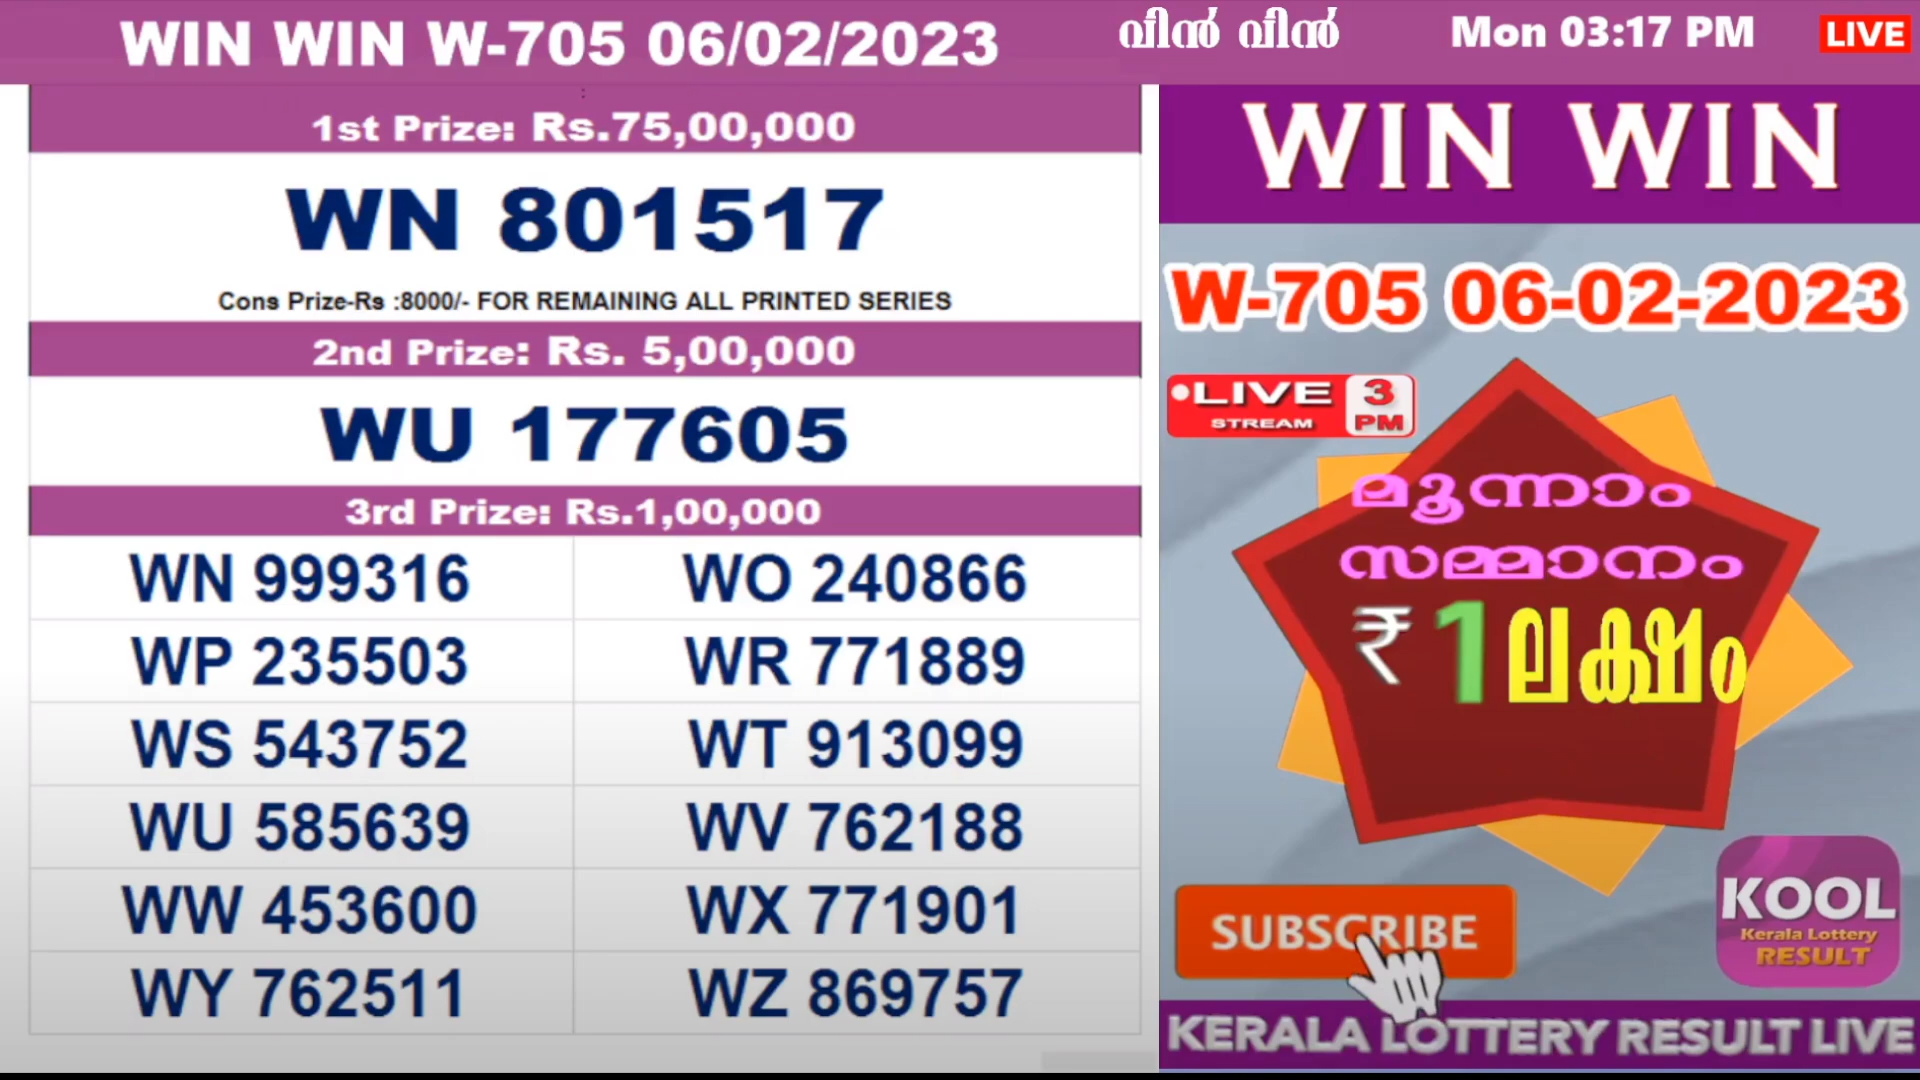 WIN WIN W-705 06/02/2023
വിൻ വിൻ
Mon 03:17 PM
LIVE
1st Prize: Rs.75,00,000
WN 801517
Cons Prize-Rs :8000/- FOR REMAINING ALL PRINTED SERIES
2nd Prize: Rs. 5,00,000
WU 177605
3rd Prize: Rs.1,00,000
WN 999316
WO 240866
WP 235503
WR 771889
WS 543752
WT 913099
WU 585639
WV 762188
WW 453600
WX 771901
WY 762511
WZ 869757
WIN WIN
W-705 06-02-2023
LIVE
STREAM
3
PM
മൂന്നാം
സമ്മാനം
₹ 1 ലക്ഷം
SUBSCRIBE
KOOL
Kerala Lottery
RESULT
KERALA LOTTERY RESULT LIVE